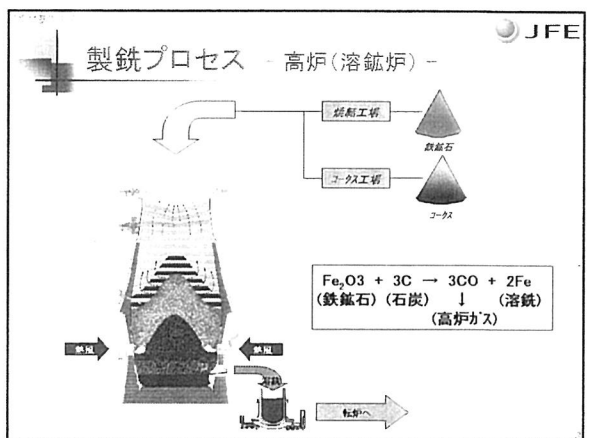 JFE
製銑プロセス - 高炉(溶鉱炉) -
焼結工場
鉄鉱石
コークス工場
コークス
Fe2O3 + 3C → 3CO + 2Fe
(鉄鉱石) (石炭) ↓ (溶銑)
(高炉ガス)
熱風
熱風
溶銑
転炉へ